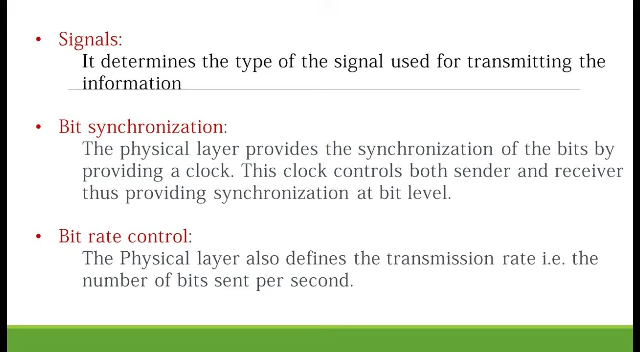 • Signals:
It determines the type of the signal used for transmitting the
information
• Bit synchronization:
The physical layer provides the synchronization of the bits by
providing a clock. This clock controls both sender and receiver
thus providing synchronization at bit level.
• Bit rate control:
The Physical layer also defines the transmission rate i.e. the
number of bits sent per second.